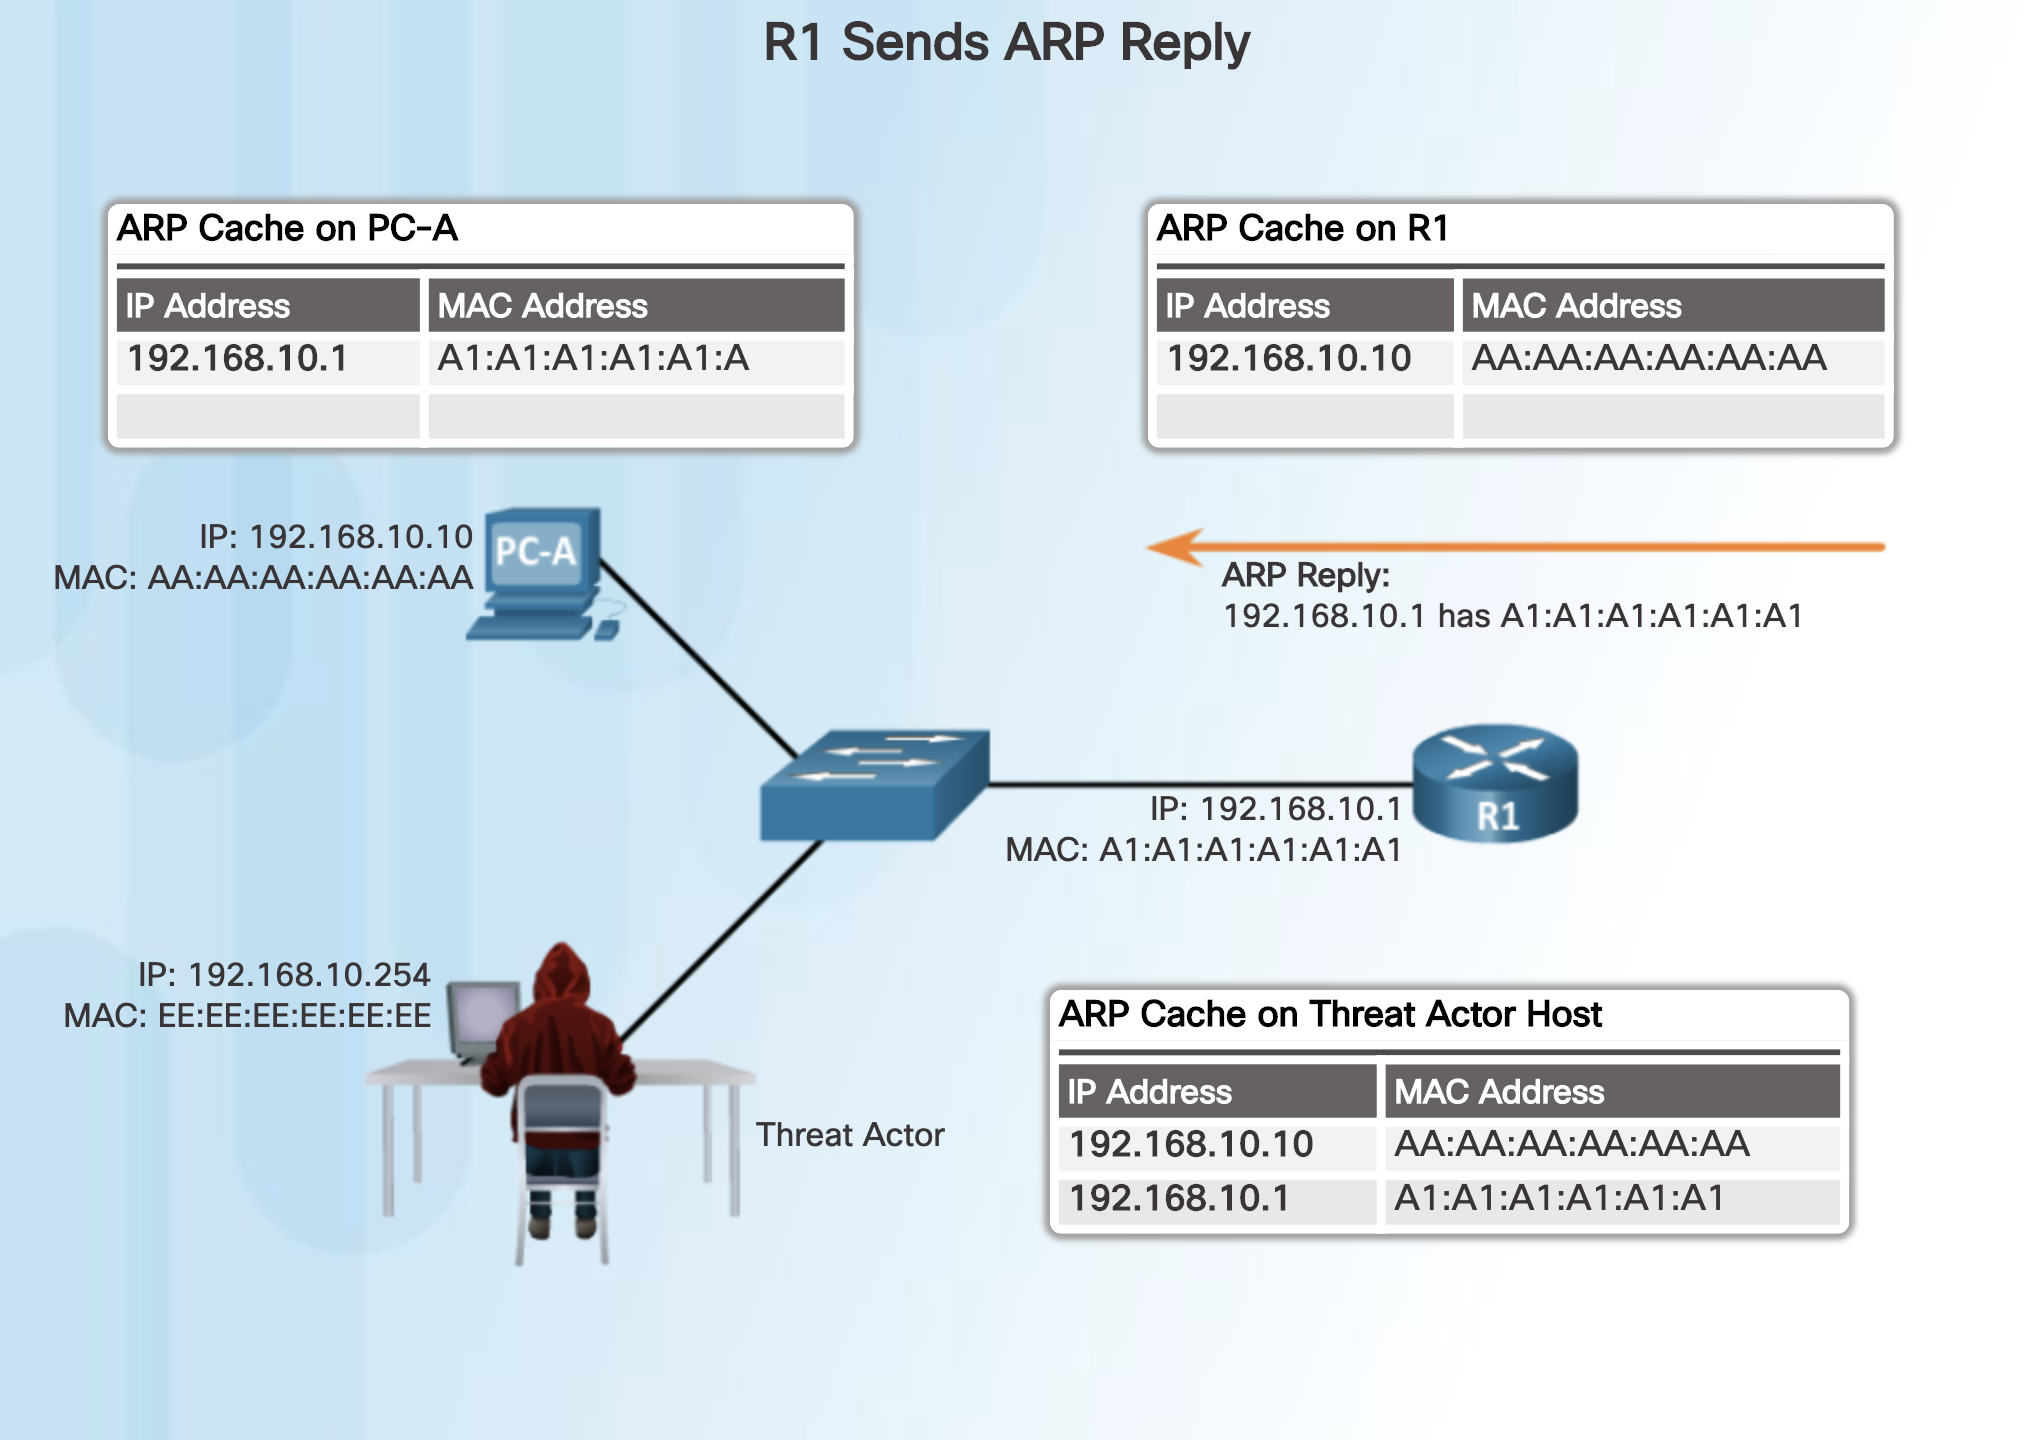 R1 Sends ARP Reply
ARP Cache on PC-A
IP Address MAC Address
192.168.10.1 A1:A1:A1:A1:A1:A
ARP Cache on R1
IP Address MAC Address
192.168.10.10 AA:AA:AA:AA:AA:AA
IP: 192.168.10.10
MAC: AA:AA:AA:AA:AA:AA
PC-A
ARP Reply:
192.168.10.1 has A1:A1:A1:A1:A1:A1
IP: 192.168.10.1
MAC: A1:A1:A1:A1:A1:A1
R1
IP: 192.168.10.254
MAC: EE:EE:EE:EE:EE:EE
Threat Actor
ARP Cache on Threat Actor Host
IP Address MAC Address
192.168.10.10 AA:AA:AA:AA:AA:AA
192.168.10.1 A1:A1:A1:A1:A1:A1